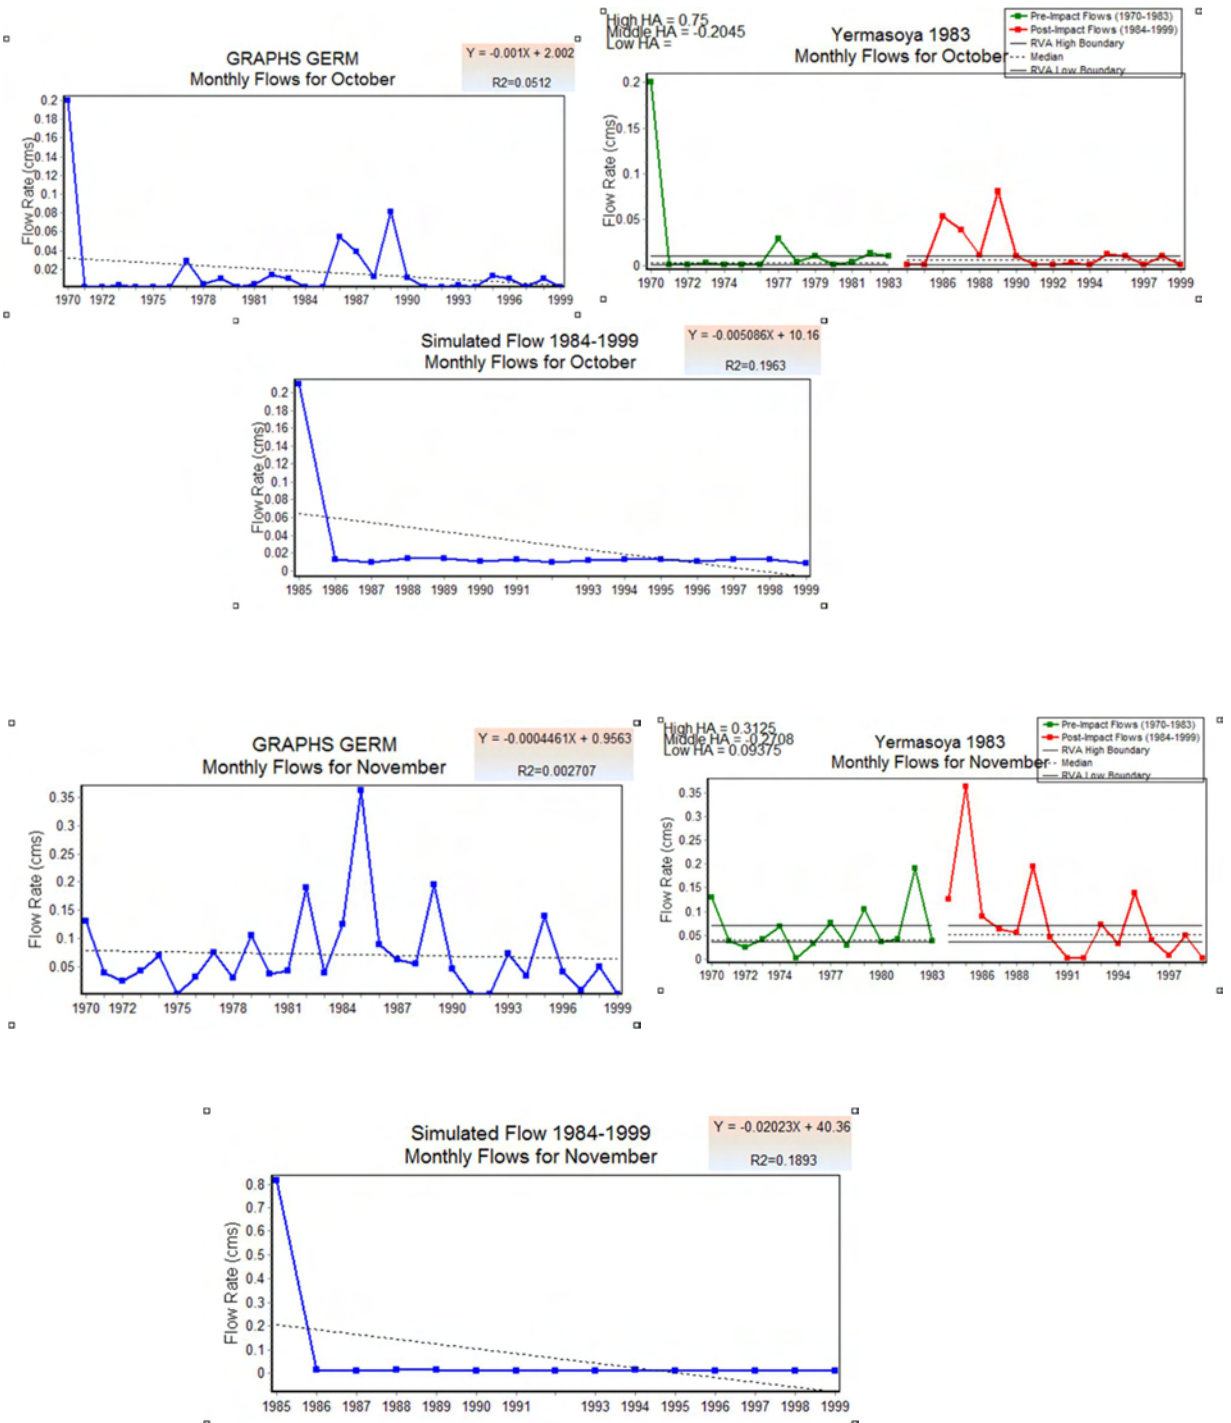 GRAPHS GERM
Monthly Flows for October
Y = -0.001X + 2.002
R2=0.0512
Flow Rate (cms)
0.2
0.18
0.16
0.14
0.12
0.1
0.08
0.06
0.04
0.02
1970 1972 1975 1978 1981 1984 1987 1990 1993 1996 1999
High HA = 0.75
Middle HA = -0.2045
Low HA =
Yermasoya 1983
Monthly Flows for October
Pre-Impact Flows (1970-1983)
Post-Impact Flows (1984-1999)
RVA High Boundary
Median
RVA Low Boundary
Flow Rate (cms)
0.2
0.15
0.1
0.05
0
1970 1972 1974 1977 1980 1983 1986 1988 1990 1992 1994 1997 1999
Simulated Flow 1984-1999
Monthly Flows for October
Y = -0.005086X + 10.16
R2=0.1963
Flow Rate (cms)
0.2
0.18
0.16
0.14
0.12
0.1
0.08
0.06
0.04
0.02
0
1985 1986 1987 1988 1989 1990 1991 1993 1994 1995 1996 1997 1998 1999
GRAPHS GERM
Monthly Flows for November
Y = -0.0004461X + 0.9563
R2=0.002707
Flow Rate (cms)
0.35
0.3
0.25
0.2
0.15
0.1
0.05
1970 1972 1975 1978 1981 1984 1987 1990 1993 1996 1999
High HA = 0.3125
Middle HA = -0.2708
Low HA = 0.09375
Yermasoya 1983
Monthly Flows for November
Pre-Impact Flows (1970-1983)
Post-Impact Flows (1984-1999)
RVA High Boundary
Median
RVA Low Boundary
Flow Rate (cms)
0.35
0.3
0.25
0.2
0.15
0.1
0.05
0
1970 1972 1974 1977 1980 1983 1986 1988 1991 1994 1997
Simulated Flow 1984-1999
Monthly Flows for November
Y = -0.02023X + 40.36
R2=0.1893
Flow Rate (cms)
0.8
0.7
0.6
0.5
0.4
0.3
0.2
0.1
0
1985 1986 1987 1988 1989 1990 1991 1993 1994 1995 1996 1997 1998 1999